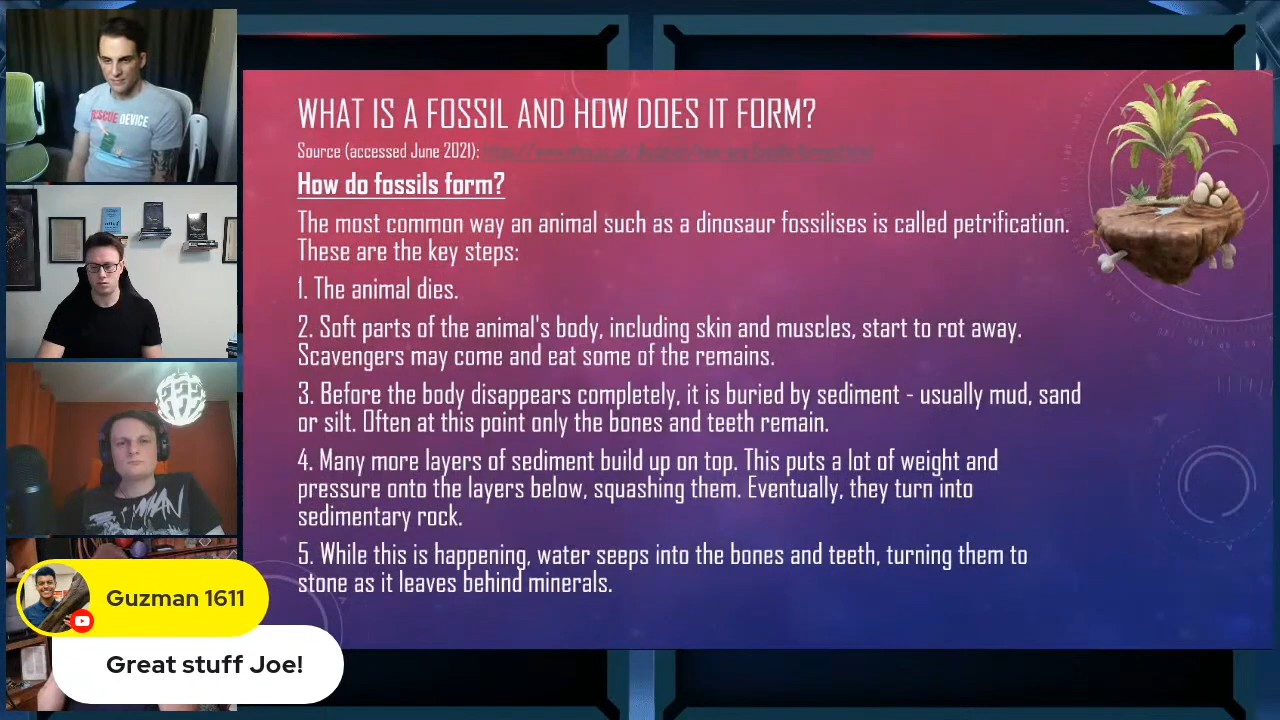 WHAT IS A FOSSIL AND HOW DOES IT FORM?
Source (accessed June 2021):
How do fossils form?
The most common way an animal such as a dinosaur fossilises is called petrification.
These are the key steps:
1. The animal dies.
2. Soft parts of the animal's body, including skin and muscles, start to rot away.
Scavengers may come and eat some of the remains.
3. Before the body disappears completely, it is buried by sediment - usually mud, sand
or silt. Often at this point only the bones and teeth remain.
4. Many more layers of sediment build up on top. This puts a lot of weight and
pressure onto the layers below, squashing them. Eventually, they turn into
sedimentary rock.
5. While this is happening, water seeps into the bones and teeth, turning them to
stone as it leaves behind minerals.
RESCUE DEVICE
Guzman 1611
Great stuff Joe!